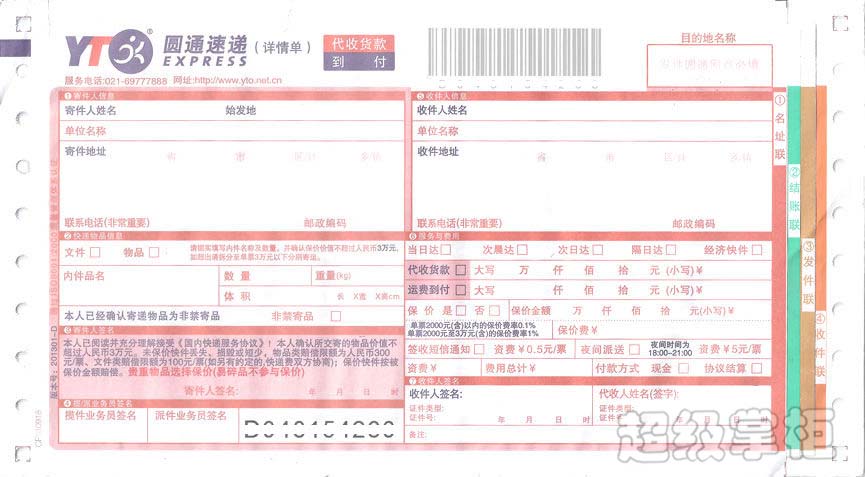 YTO 圆通速递 EXPRESS (详情单)
代收货款
到 付
目的地名称
服务电话:021-69777888 网址:http://www.yto.net.cn
①寄件人信息
寄件人姓名 始发地
单位名称
寄件地址 省 市 区/县 乡/镇
联系电话(非常重要) 邮政编码
⑤收件人信息
收件人姓名
单位名称
收件地址 省 市 区/县 乡/镇
联系电话(非常重要) 邮政编码
②快递物品信息
文件 □ 物品 □
请据实填写内件名称及数量,并确认保价价值不超过人民币3万元,
如超出请拆分至单票3万元以下分别寄运。
内件品名 数 量 重量(kg)
体 积 长 X宽 X高cm
本人已经确认寄递物品为非禁寄品 非禁寄品 □
③寄件人签名
本人已阅读并充分理解接受《国内快递服务协议》!本人确认所交寄的物品价值不
超过人民币3万元。未保价快件丢失、损毁或短少,物品类赔偿限额为人民币300
元/票、文件类赔偿限额为100元/票(如另有约定的,快递费双方协商);保价快件按被
保价金额赔偿。贵重物品选择保价(易碎品不参与保价)
寄件人签名: 年 月 日 时
④揽派业务员签名
揽件业务员签名 派件业务员签名
⑥服务与费用
当日达 □ 次晨达 □ 次日达 □ 隔日达 □ 经济快件 □
代收货款 □ 大写 万 仟 佰 拾 元 (小写)¥
运费到付 □ 大写 万 仟 佰 拾 元 (小写)¥
保 价 是 □ 否 □ 保价金额 万 仟 佰 拾 元(小写)¥
单票2000元(含)以内的保价费率0.1%
单票2000元至3万元(含)的保价费率1%
保价费¥
签收短信通知 □ 资费¥0.5元/票 夜间派送 □ 夜间时间为 18:00~21:00 资费¥5元/票
资费¥ 费用总计¥ 付款方式 现金 □ 协议结算 □
⑦收件人签名
收件人签名:
证件类型:
证件号: 年 月 日 时
代收人姓名(签字):
证件类型:
证件号: 年 月 日 时
备注:
①名址联
②结账联
③发件联
④收件联
超级掌柜